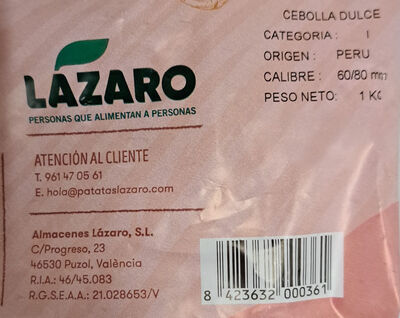 CEBOLLA DULCE
CATEGORIA : I
ORIGEN : PERU
CALIBRE : 60/80 mm
PESO NETO: 1 KG
LÁZARO
PERSONAS QUE ALIMENTAN A PERSONAS
ATENCIÓN AL CLIENTE
T. 961 47 05 61
E. hola@patataslazaro.com
Almacenes Lázaro, S.L.
C/Progreso, 23
46530 Puzol, València
R.I.A.: 46/45.083
R.G.S.E.A.A.: 21.028653/V
8 423632 000361